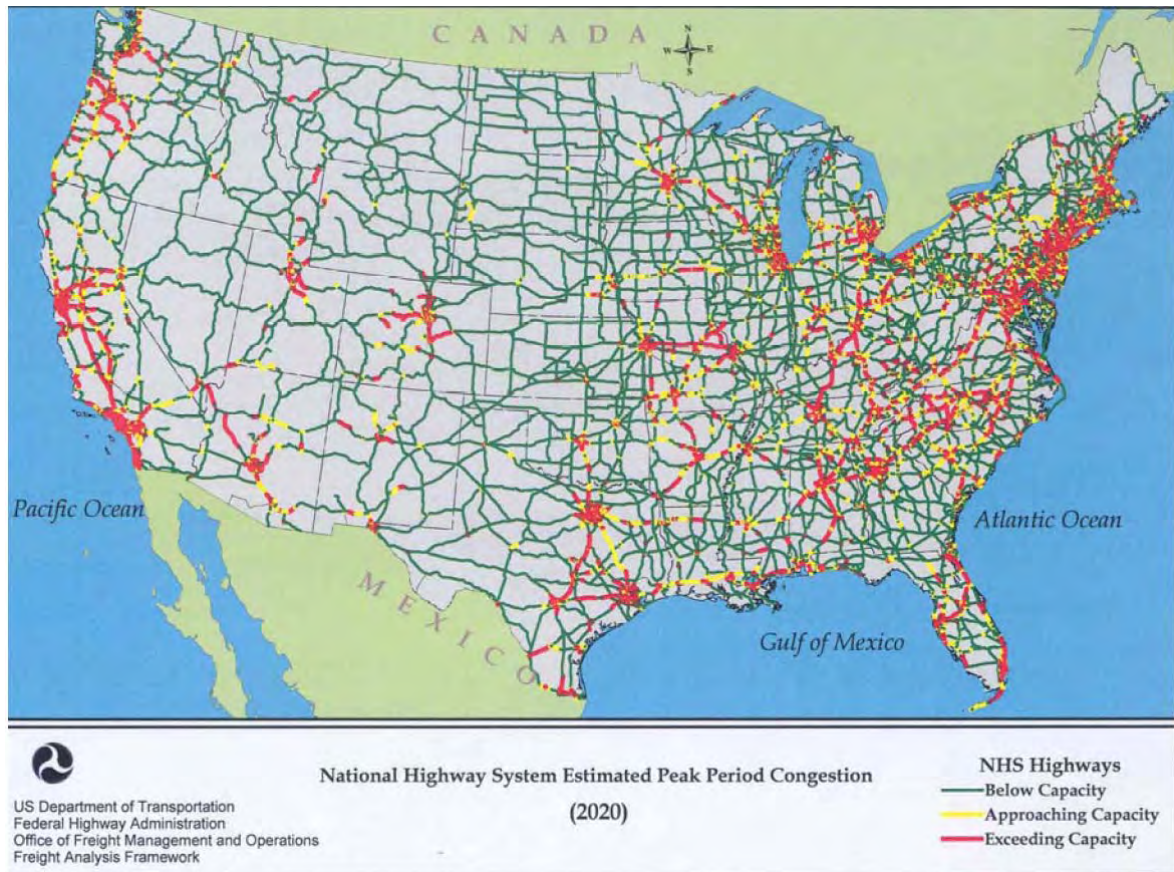 CANADA
N
W E
S
Pacific Ocean
Atlantic Ocean
MEXICO
Gulf of Mexico
US Department of Transportation
Federal Highway Administration
Office of Freight Management and Operations
Freight Analysis Framework
National Highway System Estimated Peak Period Congestion
(2020)
NHS Highways
Below Capacity
Approaching Capacity
Exceeding Capacity